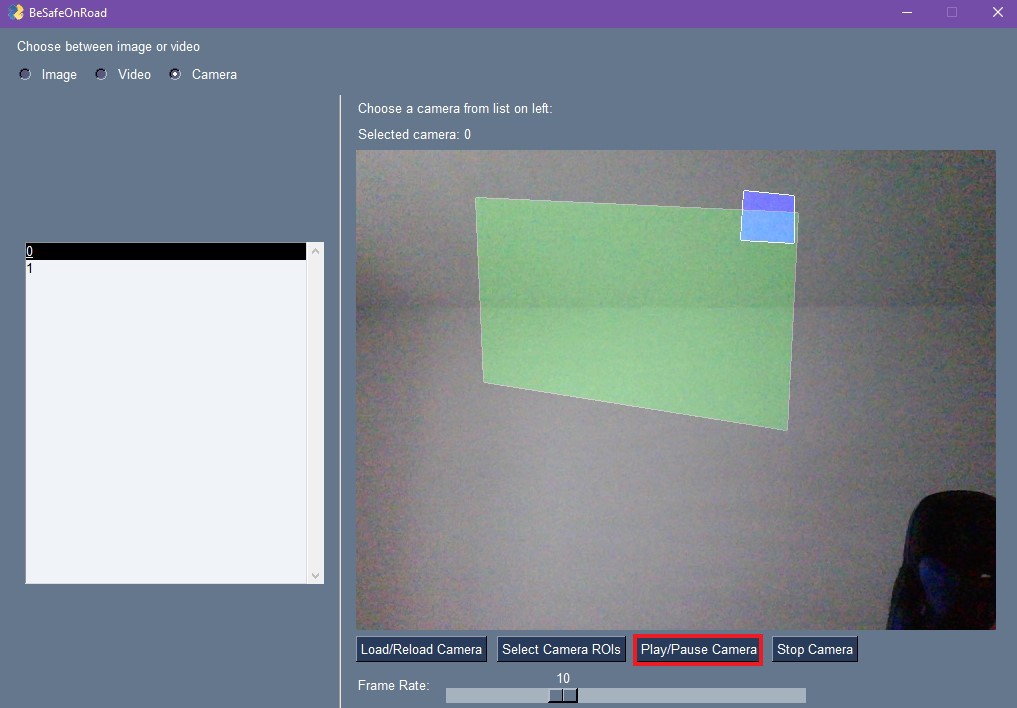 BeSafeOnRoad
Choose between image or video
Image Video Camera
Choose a camera from list on left:
Selected camera: 0
0
1
Load/Reload Camera Select Camera ROIs Play/Pause Camera Stop Camera
10
Frame Rate: